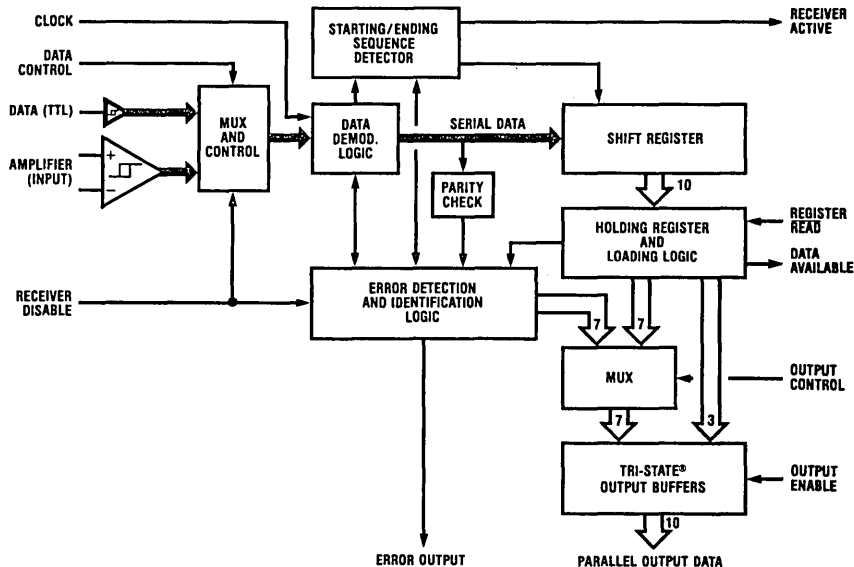 CLOCK
DATA
CONTROL
DATA (TTL)
AMPLIFIER
(INPUT)
+
−
RECEIVER
DISABLE
MUX
AND
CONTROL
STARTING/ENDING
SEQUENCE
DETECTOR
DATA
DEMOD.
LOGIC
SERIAL DATA
PARITY
CHECK
ERROR DETECTION
AND IDENTIFICATION
LOGIC
ERROR OUTPUT
RECEIVER
ACTIVE
SHIFT REGISTER
10
HOLDING REGISTER
AND
LOADING LOGIC
REGISTER
READ
DATA
AVAILABLE
7
7
MUX
OUTPUT
CONTROL
7
3
TRI-STATE®
OUTPUT BUFFERS
OUTPUT
ENABLE
10
PARALLEL OUTPUT DATA